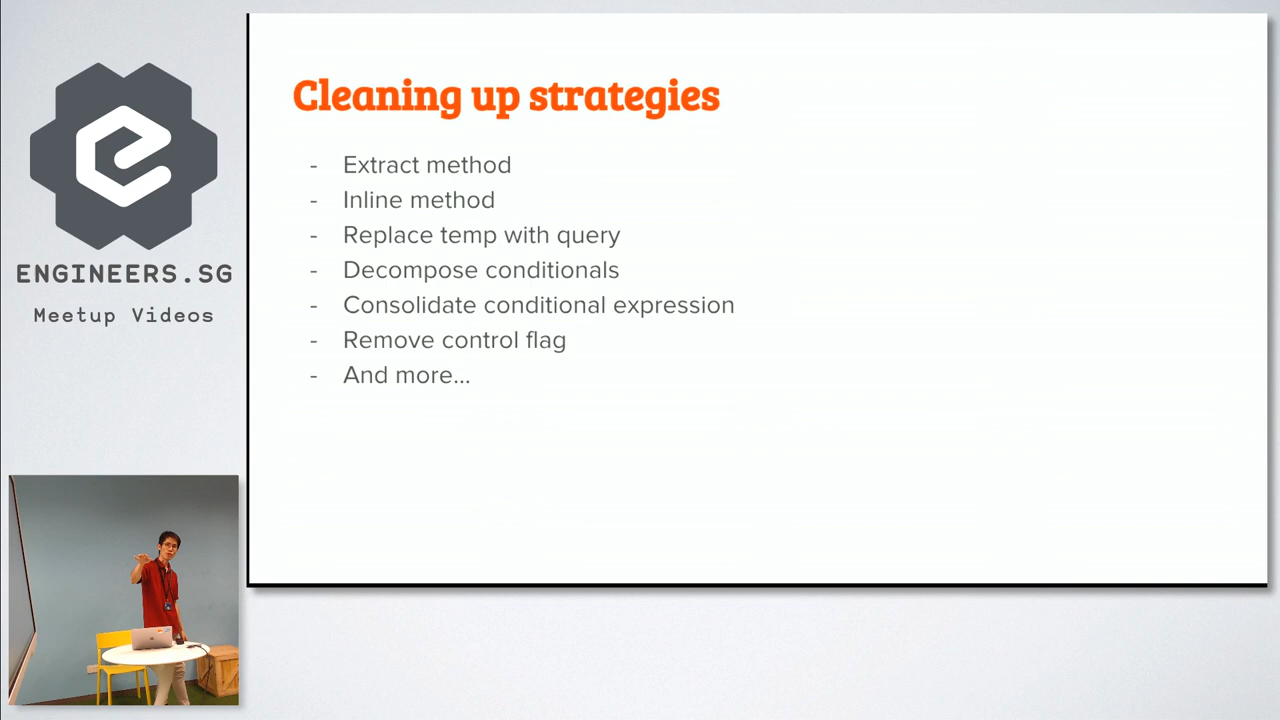 Cleaning up strategies
- Extract method
- Inline method
- Replace temp with query
- Decompose conditionals
- Consolidate conditional expression
- Remove control flag
- And more...
ENGINEERS.SG
Meetup Videos